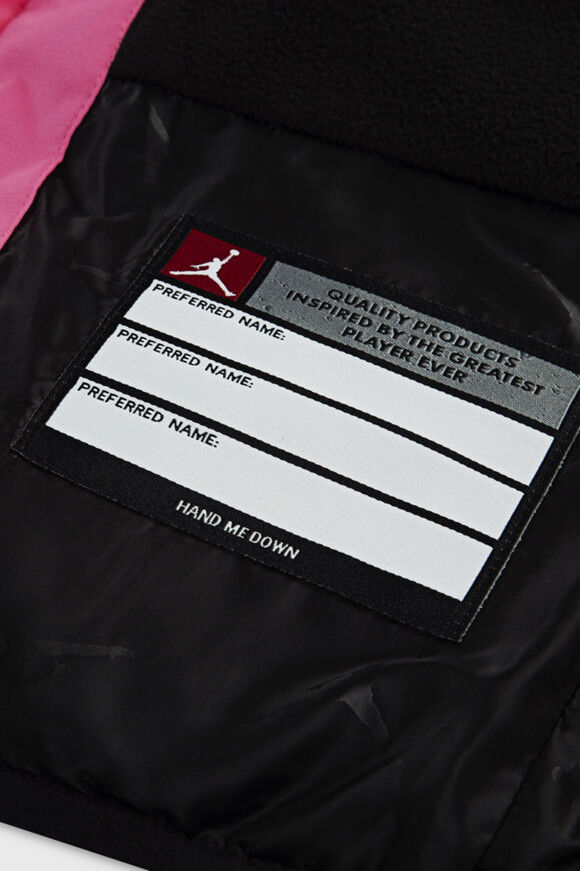 QUALITY PRODUCTS
INSPIRED BY THE GREATEST
PLAYER EVER
PREFERRED NAME:
PREFERRED NAME:
PREFERRED NAME:
HAND ME DOWN